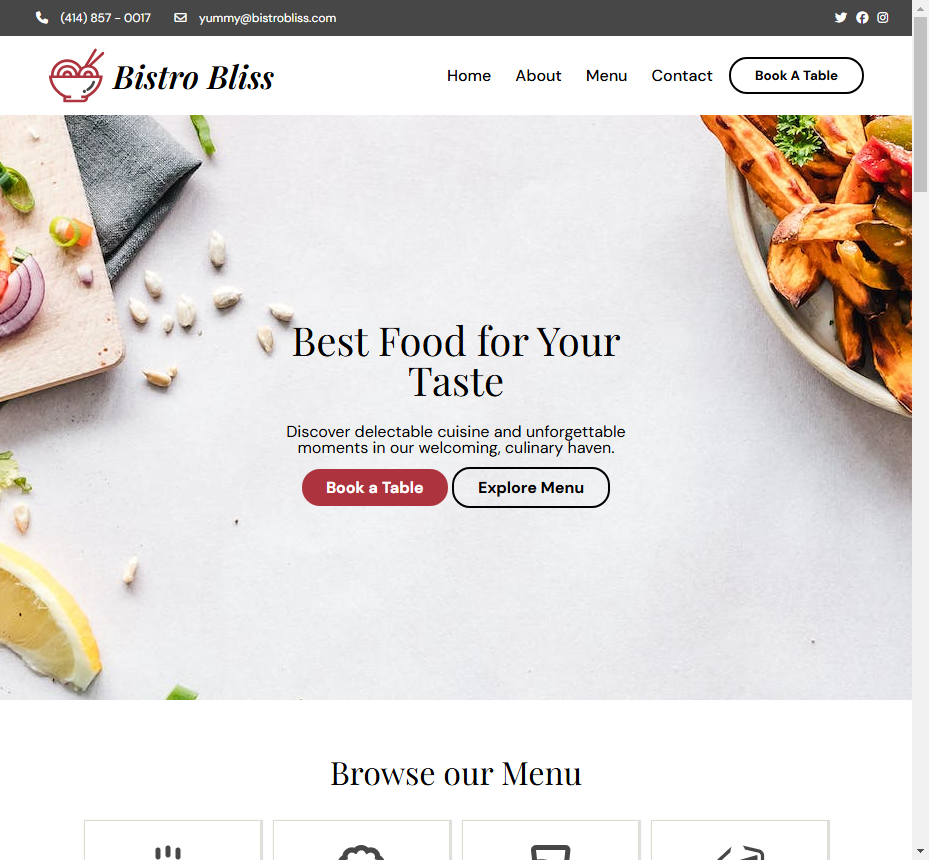 (414) 857 - 0017 yummy@bistrobliss.com
Bistro Bliss Home About Menu Contact Book A Table
Best Food for Your
Taste
Discover delectable cuisine and unforgettable
moments in our welcoming, culinary haven.
Book a Table Explore Menu
Browse our Menu